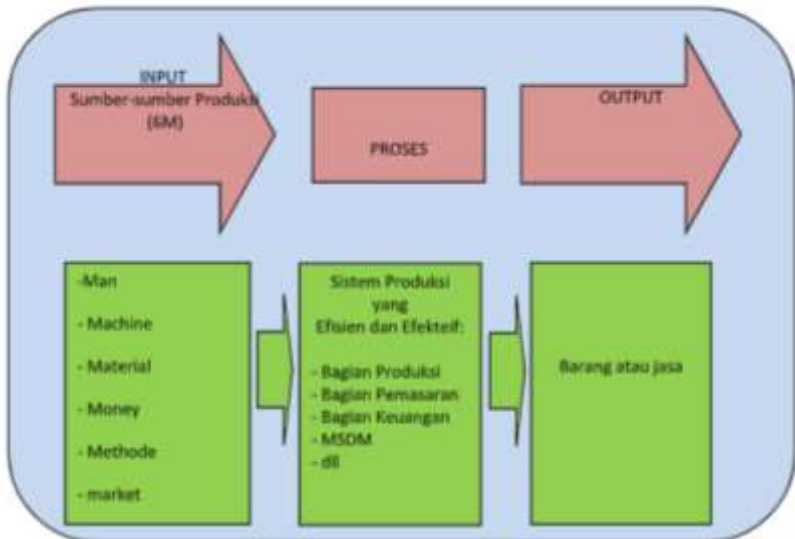 INPUT
Sumber-sumber Produksi
(6M)
PROSES
OUTPUT
-Man
- Machine
- Material
- Money
- Methode
- market
Sistem Produksi
yang
Efisien dan Efekteif:
- Bagian Produksi
- Bagian Pemasaran
- Bagian Keuangan
- MSDM
- dll
Barang atau jasa